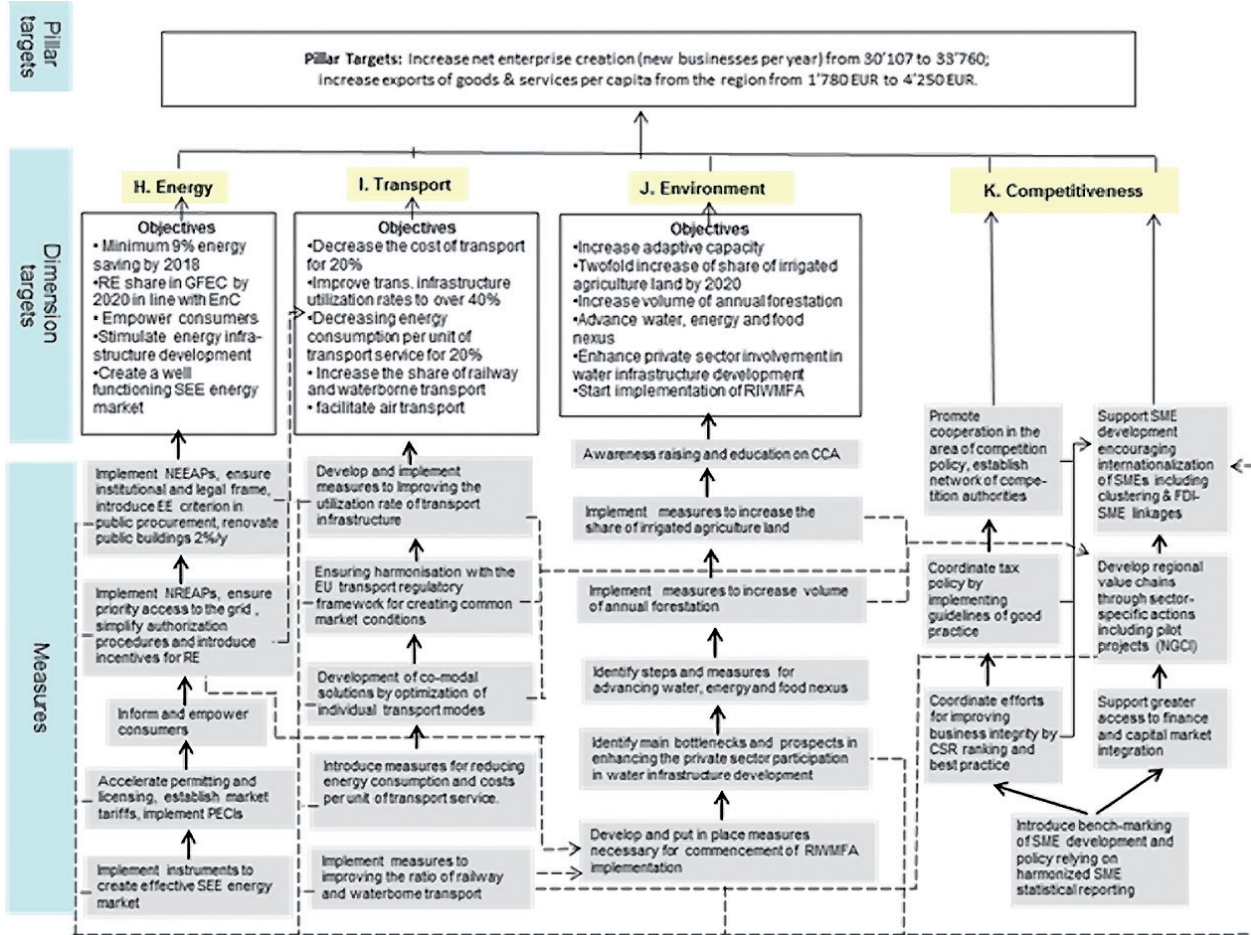 Pillar
targets
Pillar Targets: Increase net enterprise creation (new businesses per year) from 30'107 to 33'760;
increase exports of goods & services per capita from the region from 1'780 EUR to 4'250 EUR.
Dimension
targets
H. Energy
Objectives
•Minimum 9% energy
saving by 2018
•RE share in GFEC by
2020 in line with EnC
•Empower consumers
•Stimulate energy infra-
structure development
•Create a well
functioning SEE energy
market
I. Transport
Objectives
•Decrease the cost of transport
for 20%
•Improve trans. infrastructure
utilization rates to over 40%
•Decreasing energy
consumption per unit of
transport service for 20%
•Increase the share of railway
and waterborne transport
•facilitate air transport
J. Environment
Objectives
•Increase adaptive capacity
•Twofold increase of share of irrigated
agriculture land by 2020
•Increase volume of annual forestation
•Advance water, energy and food
nexus
•Enhance private sector involvement in
water infrastructure development
•Start implementation of RIWMFA
K. Competitiveness
Measures
Implement NEEAPs, ensure
institutional and legal frame,
introduce EE criterion in
public procurement, renovate
public buildings 2%/y
Implement NREAPs, ensure
priority access to the grid ,
simplify authorization
procedures and introduce
incentives for RE
Inform and empower
consumers
Accelerate permitting and
licensing, establish market
tariffs, implement PECIs
Implement instruments to
create effective SEE energy
market
Develop and implement
measures to Improving the
utilization rate of transport
infrastructure
Ensuring harmonisation with the
EU transport regulatory
framework for creating common
market conditions
Development of co-modal
solutions by optimization of
individual transport modes
Introduce measures for reducing
energy consumption and costs
per unit of transport service.
Implement measures to
improving the ratio of railway
and waterborne transport
Awareness raising and education on CCA
Implement measures to increase the
share of irrigated agriculture land
Implement measures to increase volume
of annual forestation
Identify steps and measures for
advancing water, energy and food nexus
Identify main bottlenecks and prospects in
enhancing the private sector participation
in water infrastructure development
Develop and put in place measures
necessary for commencement of RIWMFA
implementation
Promote
cooperation in the
area of competition
policy, establish
network of compe-
tition authorities
Coordinate tax
policy by
implementing
guidelines of good
practice
Coordinate efforts
for improving
business integrity by
CSR ranking and
best practice
Support SME
development
encouraging
internationalization
of SMEs including
clustering & FDI-
SME linkages
Develop regional
value chains
through sector-
specific actions
including pilot
projects (NGCI)
Support greater
access to finance
and capital market
integration
Introduce bench-marking
of SME development and
policy relying on
harmonized SME
statistical reporting